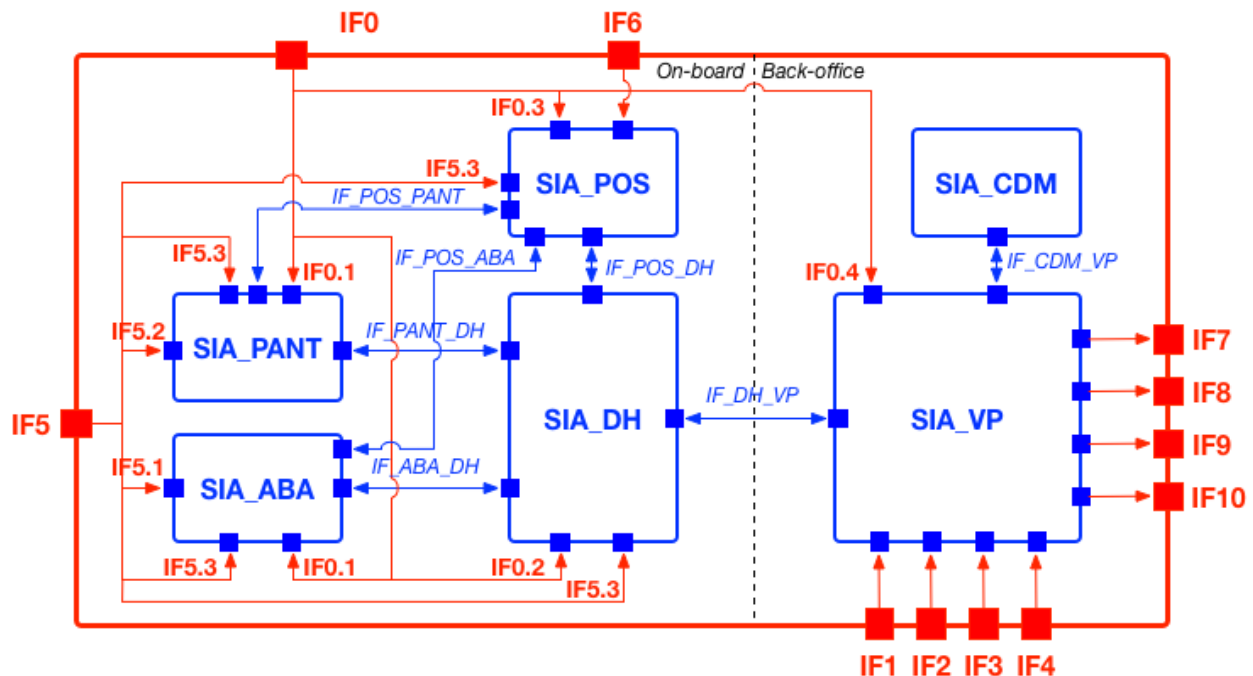 IF0
IF6
On-board
Back-office
IF0.3
IF5.3
SIA_POS
SIA_CDM
IF_POS_PANT
IF5.3
IF0.1
IF_POS_ABA
IF_POS_DH
IF0.4
IF_CDM_VP
IF5.2
SIA_PANT
IF_PANT_DH
IF7
IF5
SIA_DH
IF_DH_VP
SIA_VP
IF8
IF9
IF5.1
SIA_ABA
IF_ABA_DH
IF10
IF5.3
IF0.1
IF0.2
IF5.3
IF1
IF2
IF3
IF4